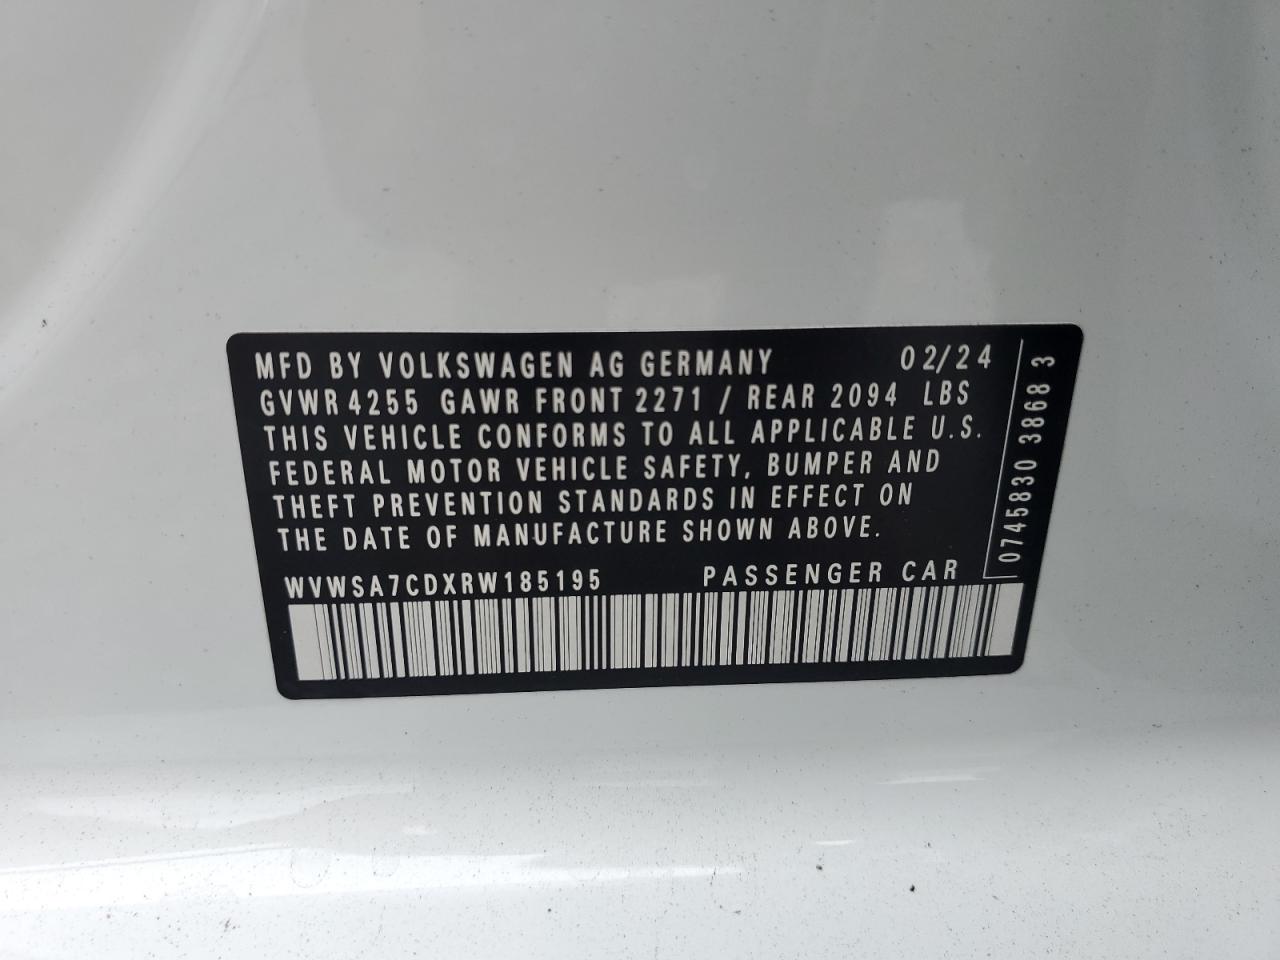 MFD BY VOLKSWAGEN AG GERMANY 02/24
GVWR 4255 GAWR FRONT 2271 / REAR 2094 LBS
THIS VEHICLE CONFORMS TO ALL APPLICABLE U.S.
FEDERAL MOTOR VEHICLE SAFETY, BUMPER AND
THEFT PREVENTION STANDARDS IN EFFECT ON
THE DATE OF MANUFACTURE SHOWN ABOVE.
WVWSA7CDXRW185195 PASSENGER CAR
0745830 3868 3